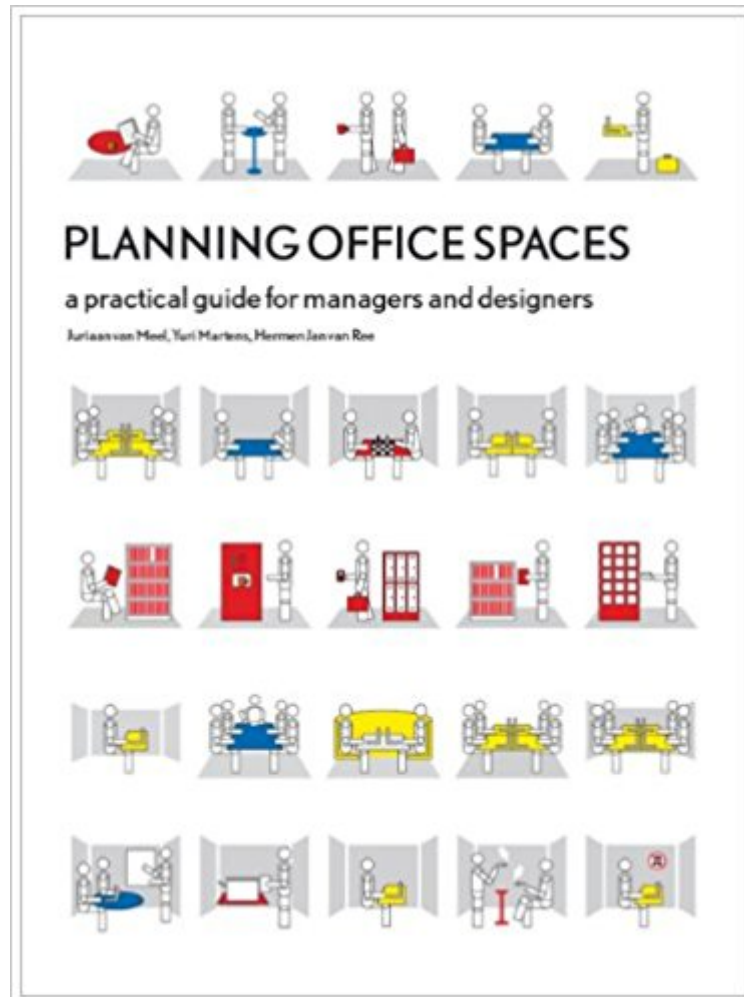 PLANNING OFFICE SPACES
a practical guide for managers and designers
Juriaan van Meel, Yuri Martens, Hermen Jan van Ree